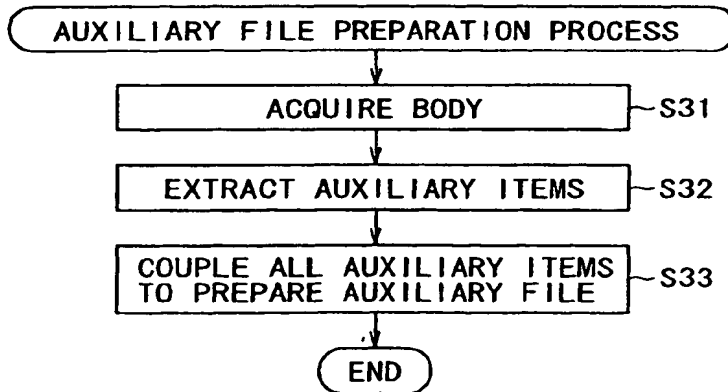 AUXILIARY FILE PREPARATION PROCESS
ACQUIRE BODY
S31
EXTRACT AUXILIARY ITEMS
S32
COUPLE ALL AUXILIARY ITEMS
TO PREPARE AUXILIARY FILE
S33
END